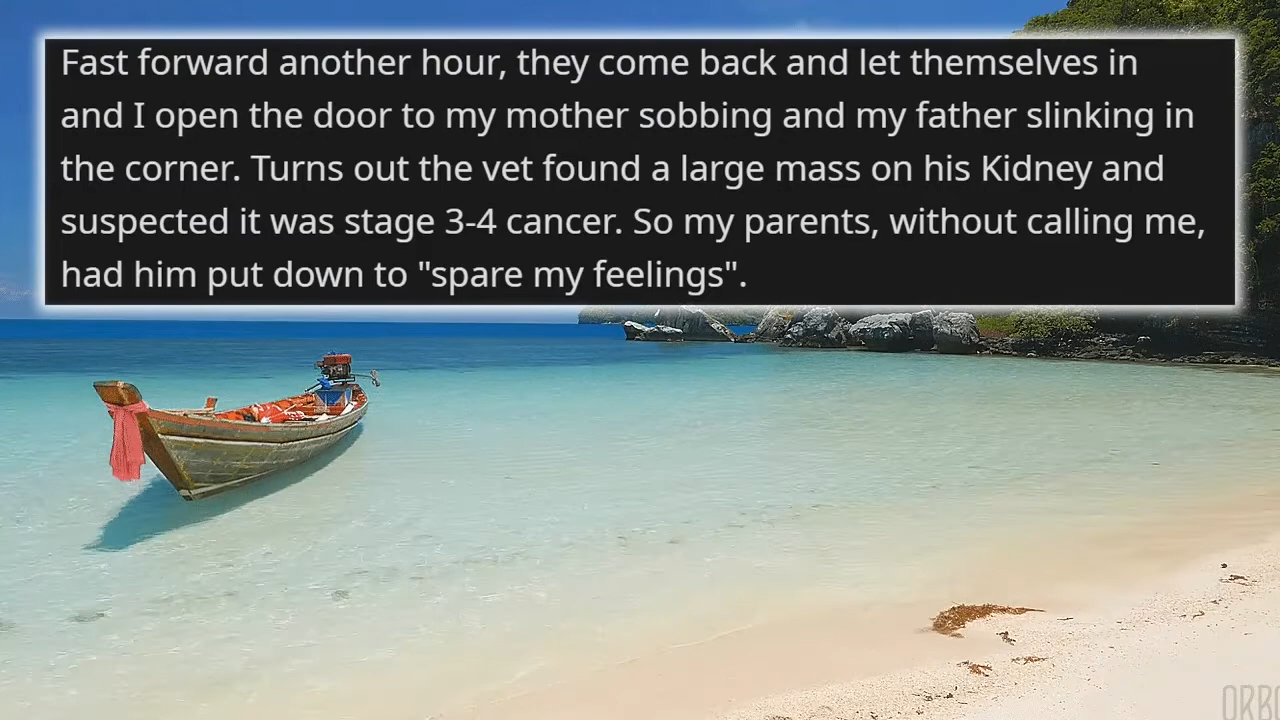 Fast forward another hour, they come back and let themselves in
and I open the door to my mother sobbing and my father slinking in
the corner. Turns out the vet found a large mass on his Kidney and
suspected it was stage 3-4 cancer. So my parents, without calling me,
had him put down to "spare my feelings".